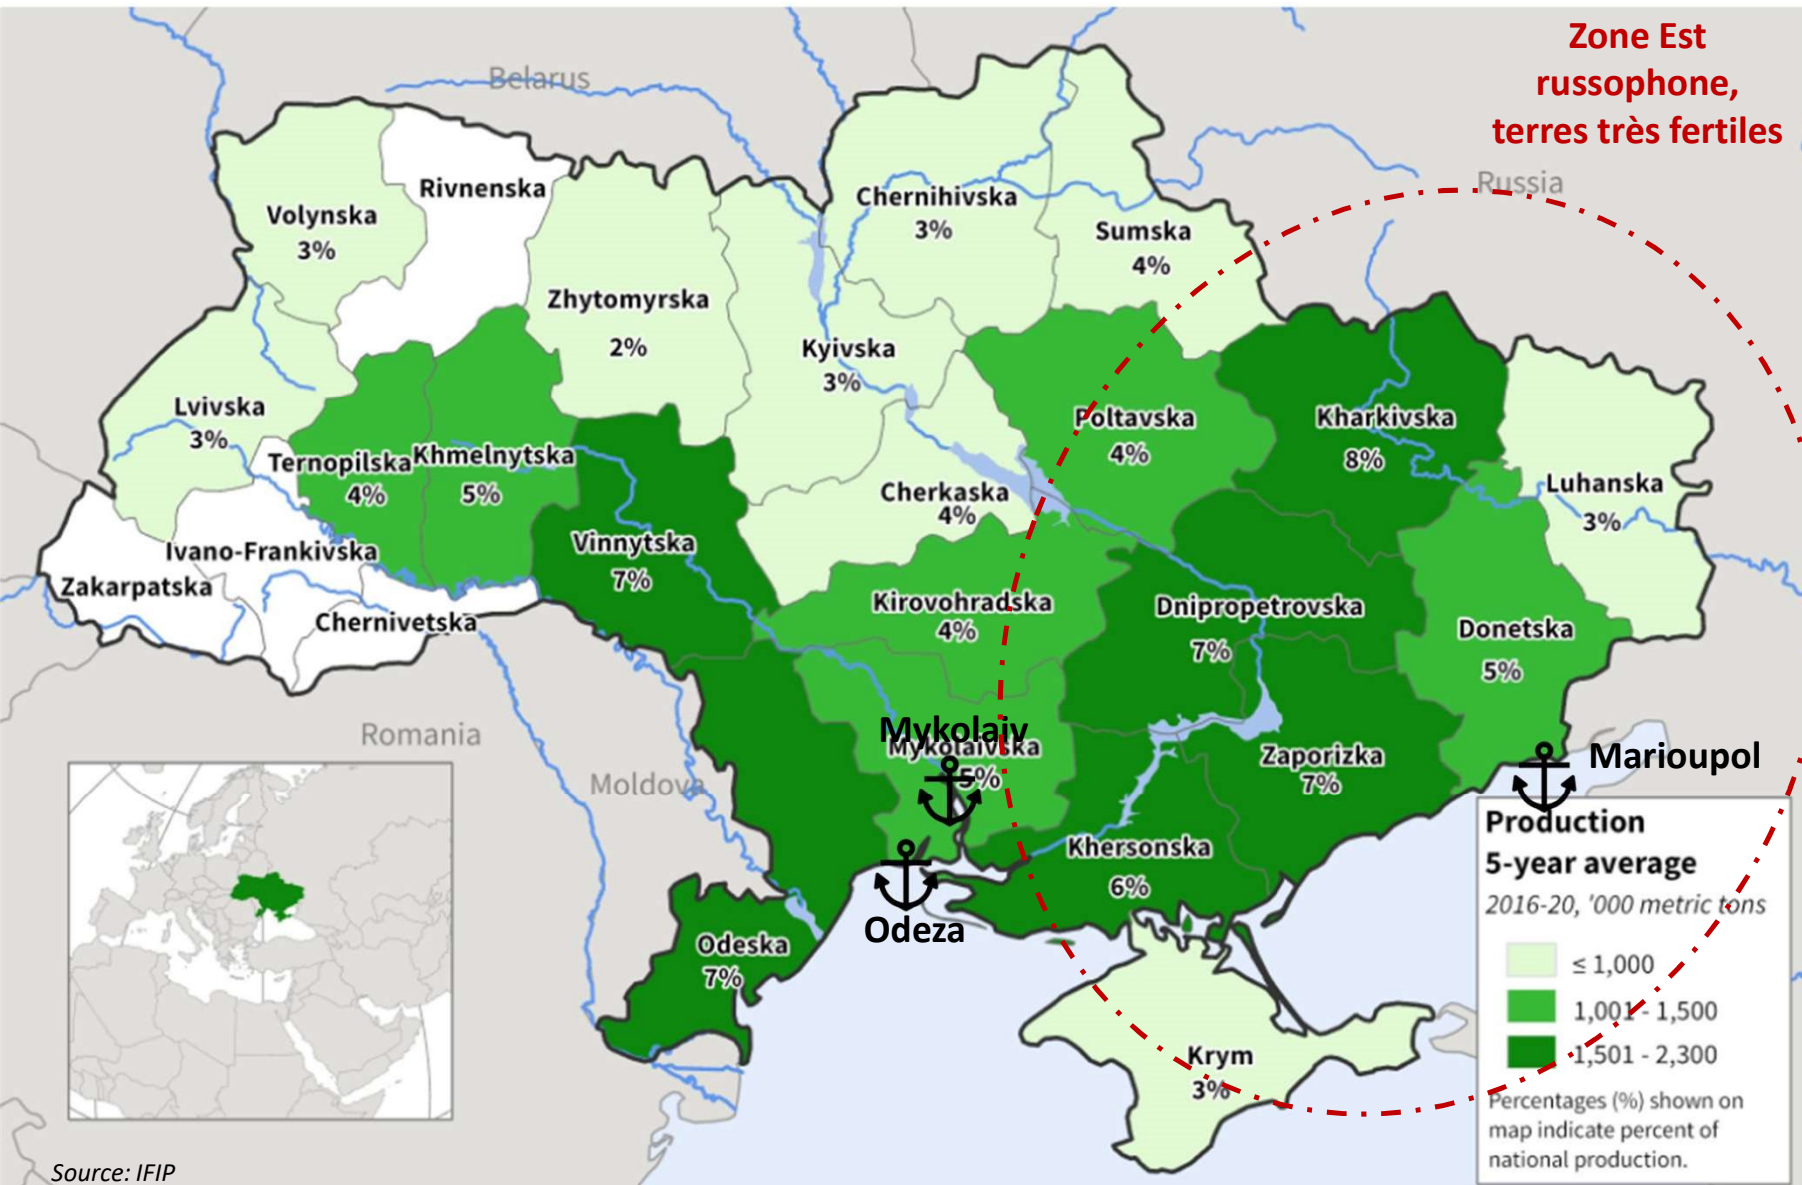 Zone Est
russophone,
terres très fertiles
Belarus
Russia
Rivnenska
Volynska
3%
Chernihivska
3%
Sumska
4%
Zhytomyrska
2%
Kyivska
3%
Lvivska
3%
Ternopilska
4%
Khmelnytska
5%
Poltavska
4%
Kharkivska
8%
Luhanska
3%
Cherkaska
4%
Vinnytska
7%
Ivano-Frankivska
Zakarpatska
Chernivetska
Kirovohradska
4%
Dnipropetrovska
7%
Donetska
5%
Romania
Moldova
Mykolaiv
Mykolaivska
5%
Zaporizka
7%
Marioupol
Khersonska
6%
Odeza
Odeska
7%
Krym
3%
Production
5-year average
2016-20, '000 metric tons
≤ 1,000
1,001 - 1,500
1,501 - 2,300
Percentages (%) shown on
map indicate percent of
national production.
Source: IFIP